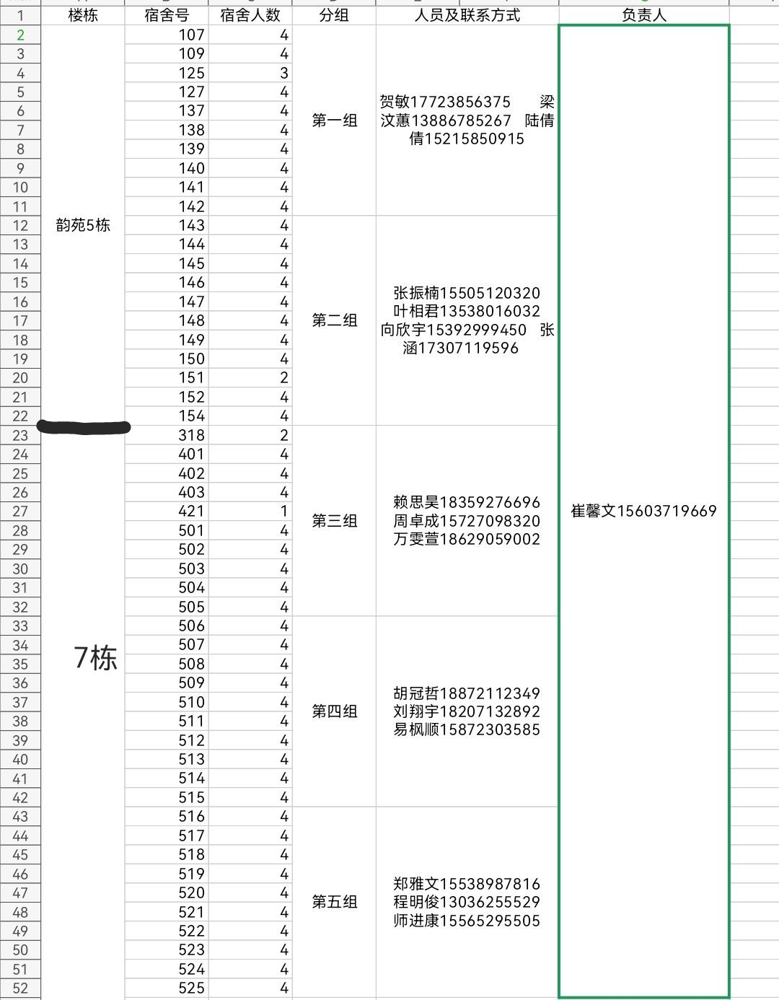 1 楼栋 宿舍号 宿舍人数 分组 人员及联系方式 负责人
2 107 4
3 109 4
4 125 3
5 127 4
6 137 4
7 138 4
8 139 4
9 140 4
10 141 4
11 142 4
第一组
贺敏17723856375 梁
汶蕙13886785267 陆倩
倩15215850915
韵苑5栋
12 143 4
13 144 4
14 145 4
15 146 4
16 147 4
17 148 4
18 149 4
19 150 4
20 151 2
21 152 4
22 154 4
第二组
张振楠15505120320
叶相君13538016032
向欣宇15392999450 张
涵17307119596
23 318 2
24 401 4
25 402 4
26 403 4
27 421 1
28 501 4
29 502 4
30 503 4
31 504 4
32 505 4
第三组
赖思昊18359276696
周卓成15727098320
万雯萱18629059002
崔馨文15603719669
33 506 4
34 507 4
35 508 4
36 509 4
37 510 4
38 511 4
39 512 4
40 513 4
41 514 4
42 515 4
7栋
第四组
胡冠哲18872112349
刘翔宇18207132892
易枫顺15872303585
43 516 4
44 517 4
45 518 4
46 519 4
47 520 4
48 521 4
49 522 4
50 523 4
51 524 4
52 525 4
第五组
郑雅文15538987816
程明俊13036255529
师进康15565295505